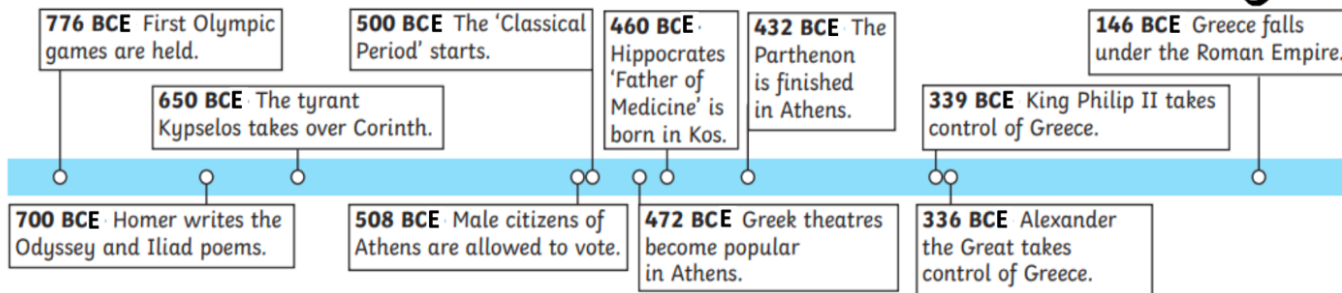 776 BCE First Olympic
games are held.
500 BCE The ‘Classical
Period’ starts.
460 BCE
Hippocrates
‘Father of
Medicine’ is
born in Kos.
432 BCE The
Parthenon
is finished
in Athens.
146 BCE Greece falls
under the Roman Empire.
650 BCE The tyrant
Kypselos takes over Corinth.
339 BCE King Philip II takes
control of Greece.
700 BCE Homer writes the
Odyssey and Iliad poems.
508 BCE Male citizens of
Athens are allowed to vote.
472 BCE Greek theatres
become popular
in Athens.
336 BCE Alexander
the Great takes
control of Greece.